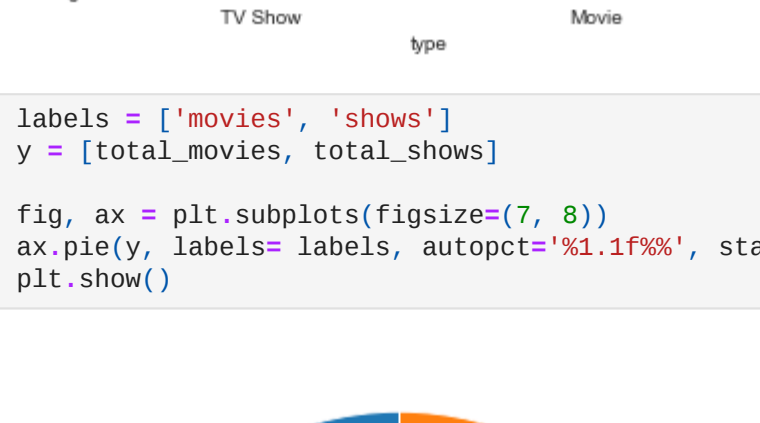 TV Show Movie
type
labels = ['movies', 'shows']
y = [total_movies, total_shows]
fig, ax = plt.subplots(figsize=(7, 8))
ax.pie(y, labels= labels, autopct='%1.1f%%', sta
plt.show()